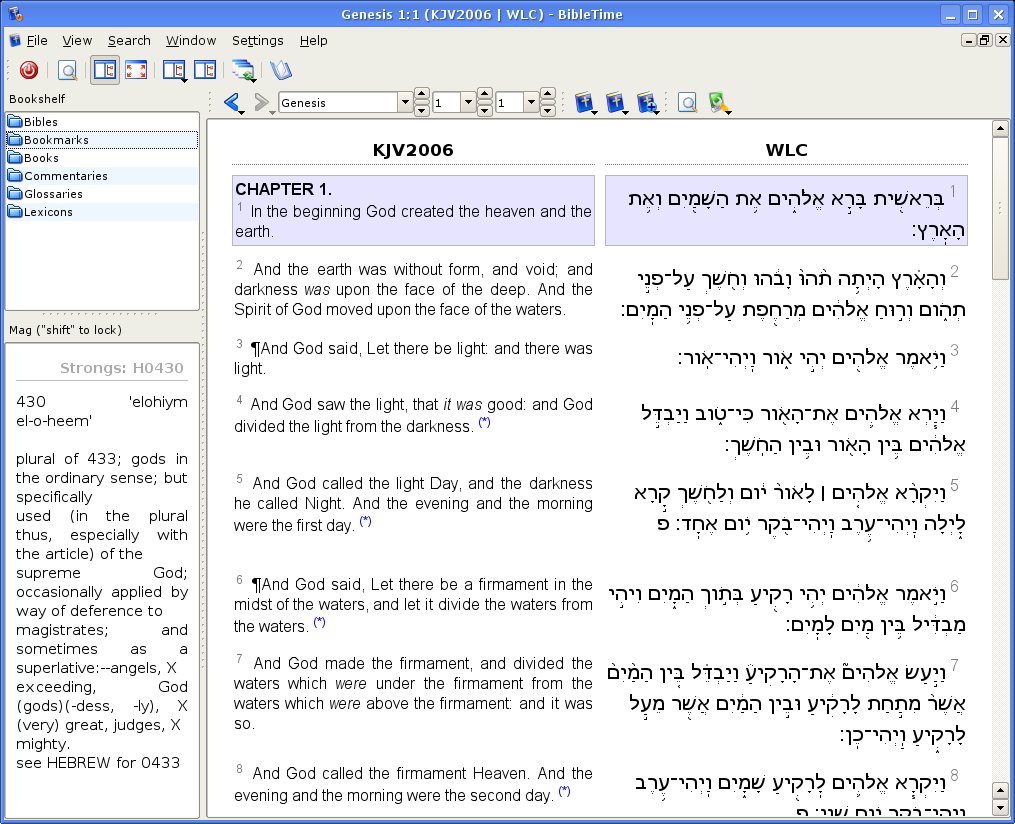 Genesis 1:1 (KJV2006 | WLC) - BibleTime
File View Search Window Settings Help
Bookshelf
Bibles
Bookmarks
Books
Commentaries
Glossaries
Lexicons
Mag ("shift" to lock)
Strongs: H0430
430 'elohiym
el-o-heem'
plural of 433; gods in
the ordinary sense; but
specifically
used (in the plural
thus, especially with
the article) of the
supreme God;
occasionally applied by
way of deference to
magistrates; and
sometimes as a
superlative:--angels, X
exceeding, God
(gods)(-dess, -ly), X
(very) great, judges, X
mighty.
see HEBREW for 0433
Genesis 1 1
KJV2006
CHAPTER 1.
1 In the beginning God created the heaven and the
earth.
2 And the earth was without form, and void; and
darkness was upon the face of the deep. And the
Spirit of God moved upon the face of the waters.
3 ¶And God said, Let there be light: and there was
light.
4 And God saw the light, that it was good: and God
divided the light from the darkness. (*)
5 And God called the light Day, and the darkness
he called Night. And the evening and the morning
were the first day. (*)
6 ¶And God said, Let there be a firmament in the
midst of the waters, and let it divide the waters from
the waters. (*)
7 And God made the firmament, and divided the
waters which were under the firmament from the
waters which were above the firmament: and it was
so.
8 And God called the firmament Heaven. And the
evening and the morning were the second day. (*)
WLC
1 בְּרֵאשִׁ֖ית בָּרָ֣א אֱלֹהִ֑ים אֵ֥ת הַשָּׁמַ֖יִם וְאֵ֥ת
הָאָֽרֶץ׃
2 וְהָאָ֗רֶץ הָיְתָ֥ה תֹ֙הוּ֙ וָבֹ֔הוּ וְחֹ֖שֶׁךְ עַל־פְּנֵ֣י
תְה֑וֹם וְר֣וּחַ אֱלֹהִ֔ים מְרַחֶ֖פֶת עַל־פְּנֵ֥י הַמָּֽיִם׃
3 וַיֹּ֥אמֶר אֱלֹהִ֖ים יְהִ֣י א֑וֹר וַֽיְהִי־אֽוֹר׃
4 וַיַּ֧רְא אֱלֹהִ֛ים אֶת־הָא֖וֹר כִּי־ט֑וֹב וַיַּבְדֵּ֣ל
אֱלֹהִ֔ים בֵּ֥ין הָא֖וֹר וּבֵ֥ין הַחֹֽשֶׁךְ׃
5 וַיִּקְרָ֨א אֱלֹהִ֤ים ׀ לָאוֹר֙ י֔וֹם וְלַחֹ֖שֶׁךְ קָ֣רָא
לָ֑יְלָה וַֽיְהִי־עֶ֥רֶב וַֽיְהִי־בֹ֖קֶר י֥וֹם אֶחָֽד׃ פ
6 וַיֹּ֣אמֶר אֱלֹהִ֔ים יְהִ֥י רָקִ֖יעַ בְּת֣וֹךְ הַמָּ֑יִם וִיהִ֣י
מַבְדִּ֔יל בֵּ֥ין מַ֖יִם לָמָֽיִם׃
7 וַיַּ֣עַשׂ אֱלֹהִים֮ אֶת־הָרָקִיעַ֒ וַיַּבְדֵּ֗ל בֵּ֤ין הַמַּ֙יִם֙
אֲשֶׁר֙ מִתַּ֣חַת לָרָקִ֔יעַ וּבֵ֣ין הַמַּ֔יִם אֲשֶׁ֖ר מֵעַ֣ל
לָרָקִ֑יעַ וַֽיְהִי־כֵֽן׃
8 וַיִּקְרָ֧א אֱלֹהִ֛ים לָֽרָקִ֖יעַ שָׁמָ֑יִם וַֽיְהִי־עֶ֥רֶב